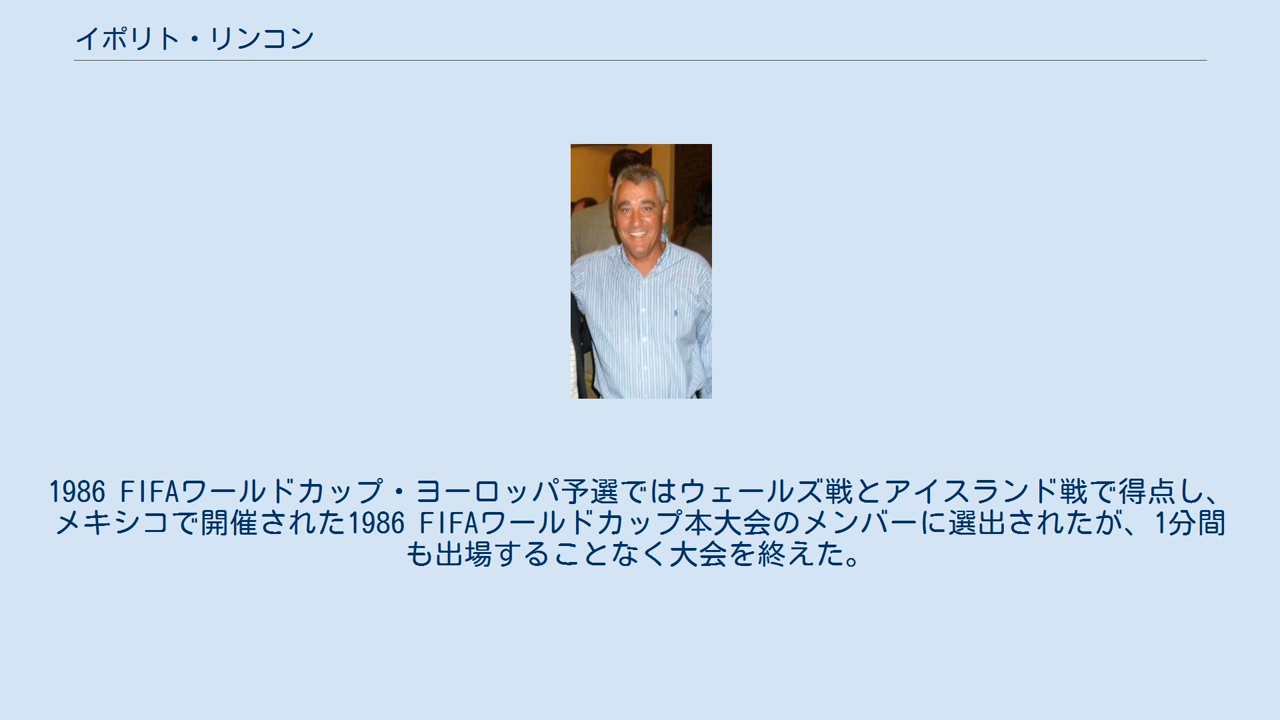 イポリト・リンコン
1986 FIFAワールドカップ・ヨーロッパ予選ではウェールズ戦とアイスランド戦で得点し、
メキシコで開催された1986 FIFAワールドカップ本大会のメンバーに選出されたが、1分間
も出場することなく大会を終えた。